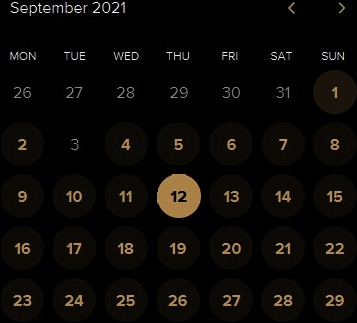 September 2021 < >
MON TUE WED THU FRI SAT SUN
26 27 28 29 30 31 1
2 3 4 5 6 7 8
9 10 11 12 13 14 15
16 17 18 19 20 21 22
23 24 25 26 27 28 29